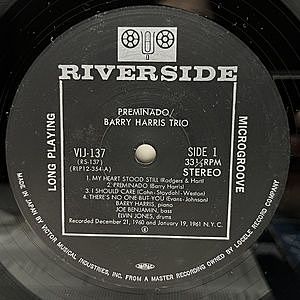 RIVERSIDE
PREMINADO/
BARRY HARRIS TRIO
VIJ-137
(RS-137)
(RLP12-354-A)
SIDE 1
33⅓RPM
STEREO
LONG PLAYING
MICROGROOVE
1. MY HEART STOOD STILL (Rodgers & Hart)
2. PREMINADO (Barry Harris)
3. I SHOULD CARE (Cahn-Stordahl-Weston)
4. THERE'S NO ONE BUT YOU (Evans-Johnson)
BARRY HARRIS, piano
JOE BENJAMIN, bass
ELVIN JONES, drums
Recorded December 21, 1960 and January 19, 1961 N.Y.C.
MADE IN JAPAN BY VICTOR MUSICAL INDUSTRIES, INC. FROM A MASTER RECORDING OWNED BY